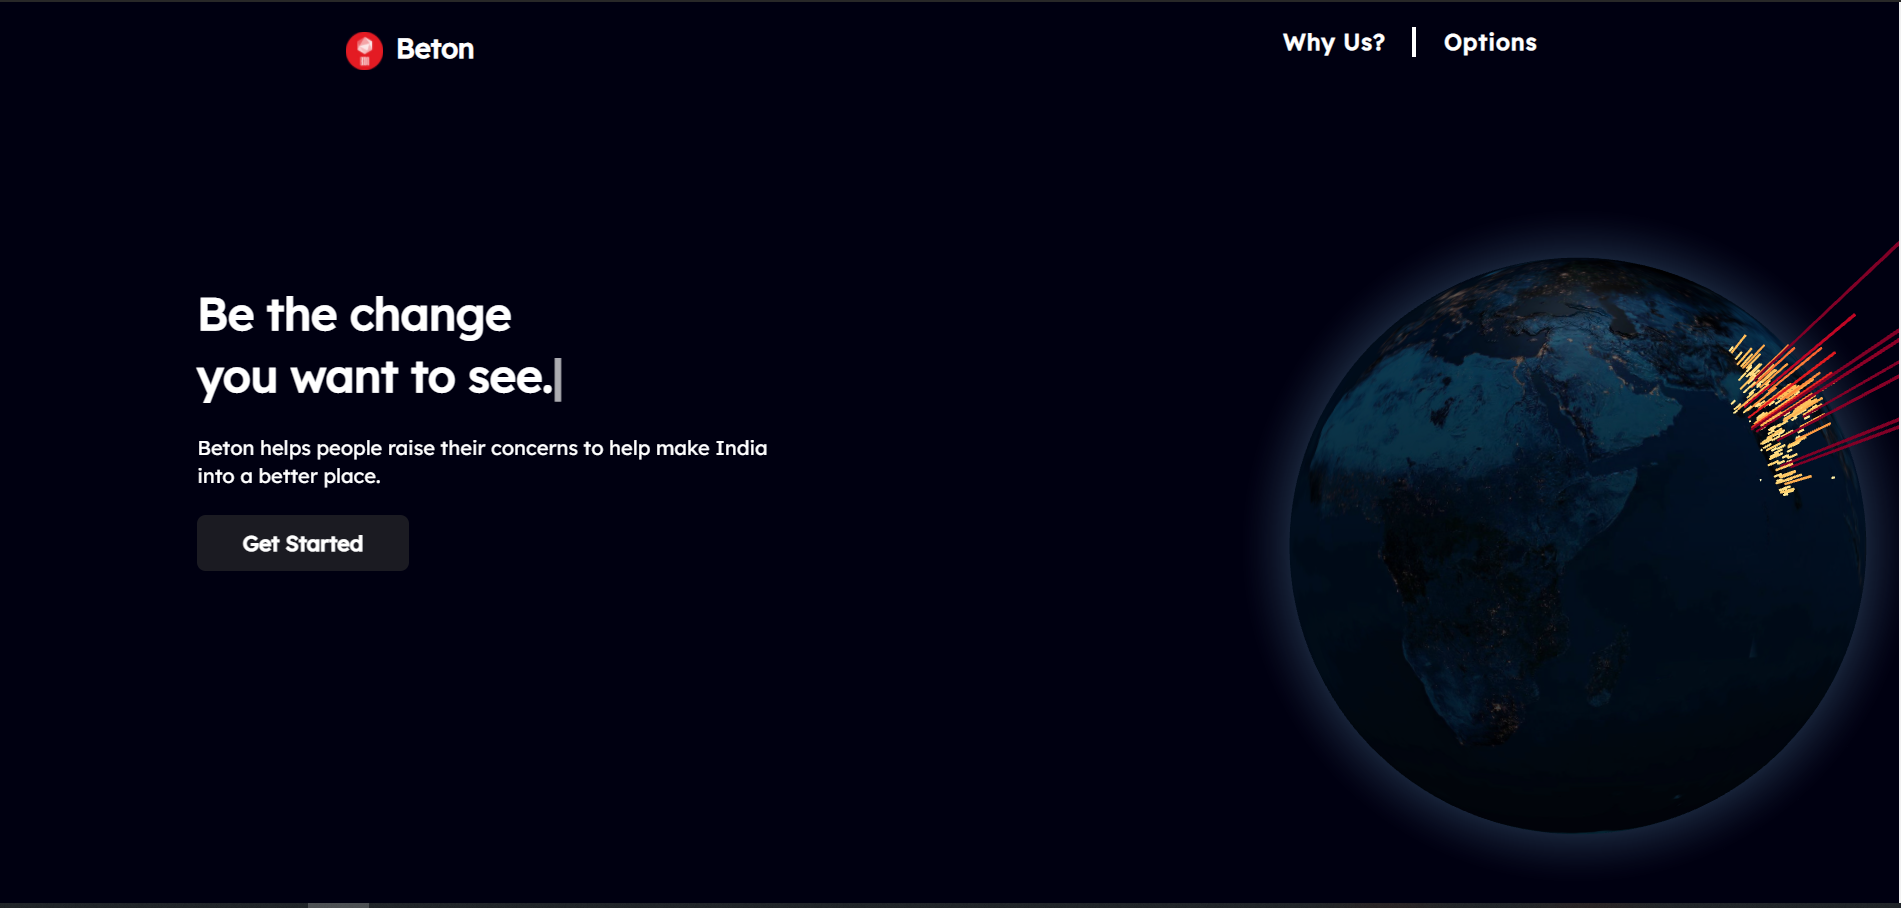 Beton
Why Us? | Options
Be the change
you want to see.
Beton helps people raise their concerns to help make India
into a better place.
Get Started